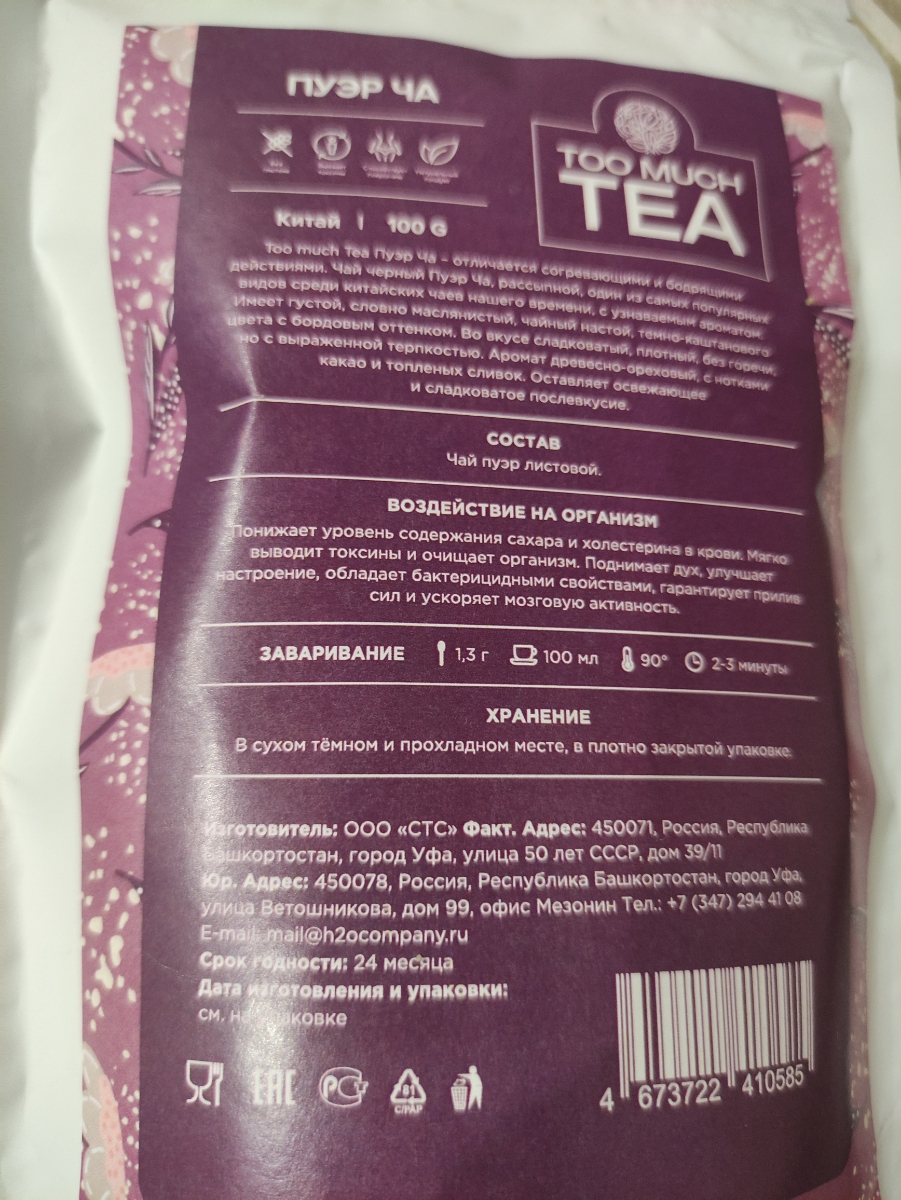 ПУЭР ЧА
TOO MUCH
TEA
Китай | 100 G
Too much Tea Пуэр Ча - отличается согревающими и бодрящими
действиями. Чай черный Пуэр Ча, рассыпной, один из самых популярных
видов среди китайских чаев нашего времени, с узнаваемым ароматом.
Имеет густой, словно маслянистый, чайный настой, темно-каштанового
цвета с бордовым оттенком. Во вкусе сладковатый, плотный, без горечи,
но с выраженной терпкостью. Аромат древесно-ореховый, с нотками
какао и топленых сливок. Оставляет освежающее
и сладковатое послевкусие.
СОСТАВ
Чай пуэр листовой.
ВОЗДЕЙСТВИЕ НА ОРГАНИЗМ
Понижает уровень содержания сахара и холестерина в крови. Мягко
выводит токсины и очищает организм. Поднимает дух, улучшает
настроение, обладает бактерицидными свойствами, гарантирует прилив
сил и ускоряет мозговую активность.
ЗАВАРИВАНИЕ 1,3 г 100 мл 90° 2-3 минуты
ХРАНЕНИЕ
В сухом тёмном и прохладном месте, в плотно закрытой упаковке.
Изготовитель: ООО «СТС» Факт. Адрес: 450071, Россия, Республика
Башкортостан, город Уфа, улица 50 лет СССР, дом 39/11
Юр. Адрес: 450078, Россия, Республика Башкортостан, город Уфа,
улица Ветошникова, дом 99, офис Мезонин Тел.: +7 (347) 294 41 08
E-mail: mail@h2ocompany.ru
Срок годности: 24 месяца
Дата изготовления и упаковки:
см. на упаковке
EAC РСТ 81
C/PAP
4 673722 410585